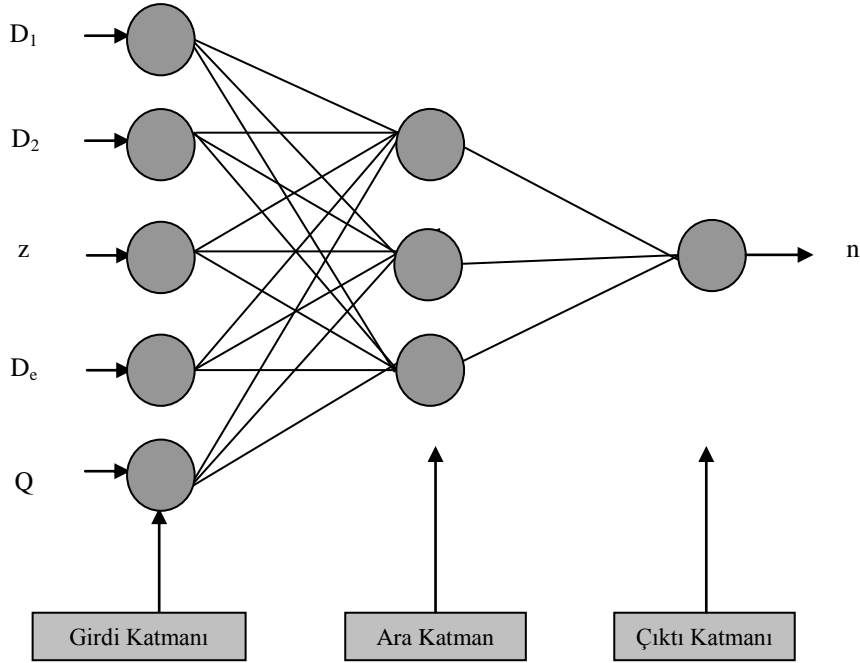 D₁
D₂
z
Dₑ
Q
n
Girdi Katmanı
Ara Katman
Çıktı Katmanı